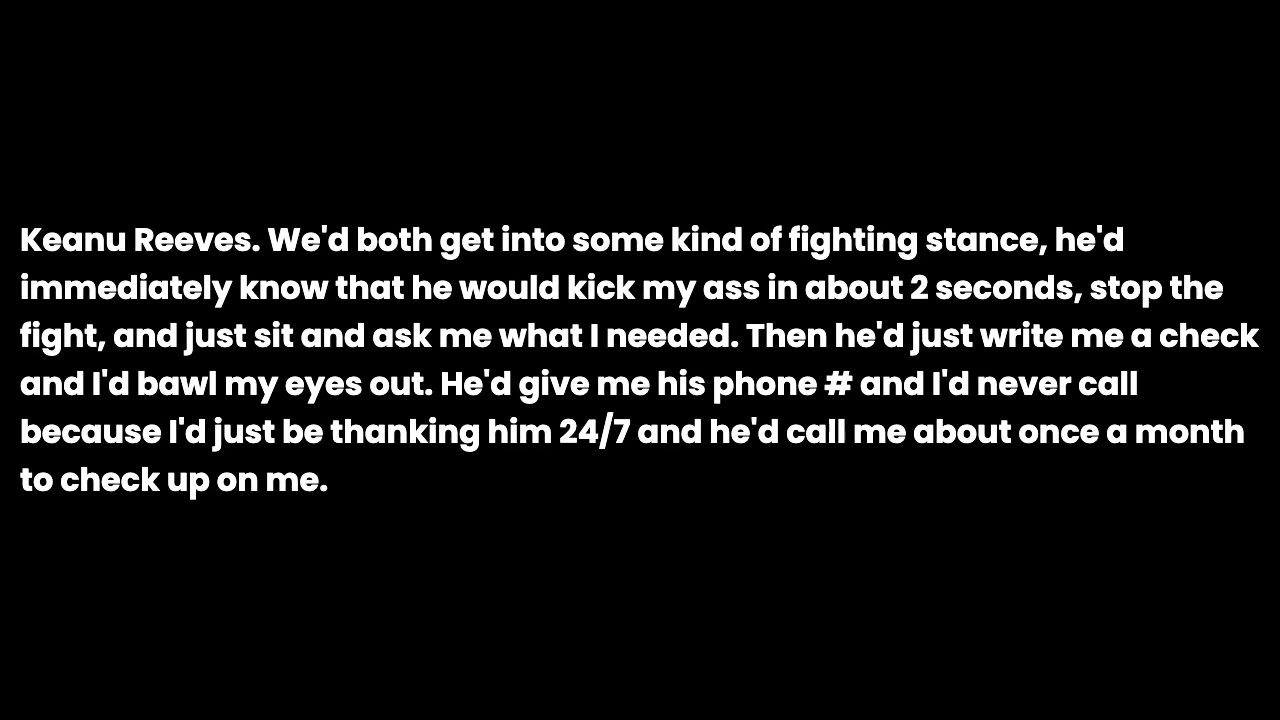 Keanu Reeves. We'd both get into some kind of fighting stance, he'd
immediately know that he would kick my ass in about 2 seconds, stop the
fight, and just sit and ask me what I needed. Then he'd just write me a check
and I'd bawl my eyes out. He'd give me his phone # and I'd never call
because I'd just be thanking him 24/7 and he'd call me about once a month
to check up on me.